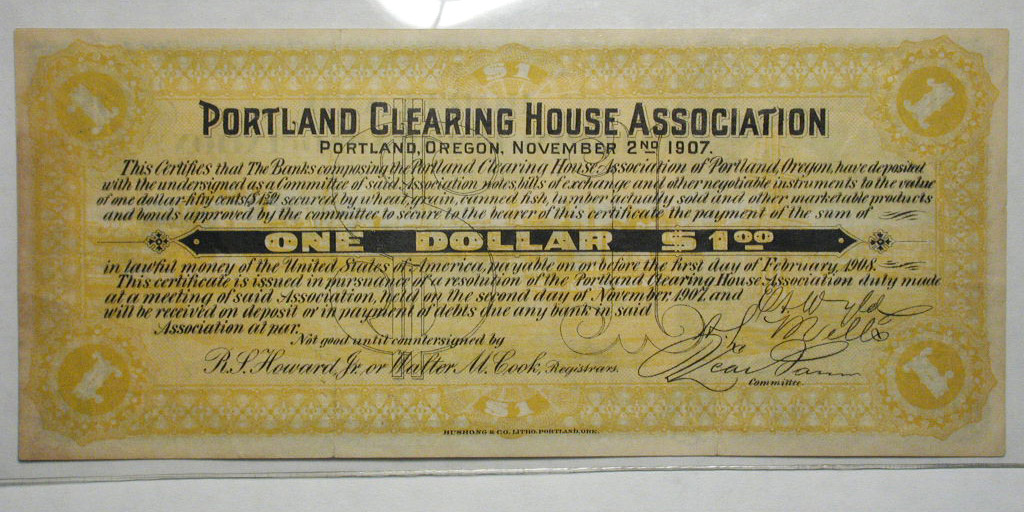 $1
1 1
PORTLAND CLEARING HOUSE ASSOCIATION
PORTLAND, OREGON, NOVEMBER 2ND 1907.
This Certifies that The Banks composing the Portland Clearing House Association of Portland, Oregon, have deposited
with the undersigned as a Committee of said Association notes, bills of exchange and other negotiable instruments to the value
of one dollar fifty cents $1.50 secured by wheat, grain, canned fish, lumber actually sold and other marketable products
and bonds approved by the committee to secure to the bearer of this certificate the payment of the sum of
ONE DOLLAR $100
in lawful money of the United States of America, payable on or before the first day of February, 1908.
This certificate is issued in pursuance of a resolution of the Portland Clearing House Association duly made
at a meeting of said Association, held on the second day of November, 1907, and
will be received on deposit or in payment of debts due any bank in said
Association at par.
Not good until countersigned by
R.S. Howard, Jr. or Walter M. Cook, Registrars.
Mills
Committee.
1 1
$1
BUSHONG & CO. LITHO. PORTLAND, ORE.